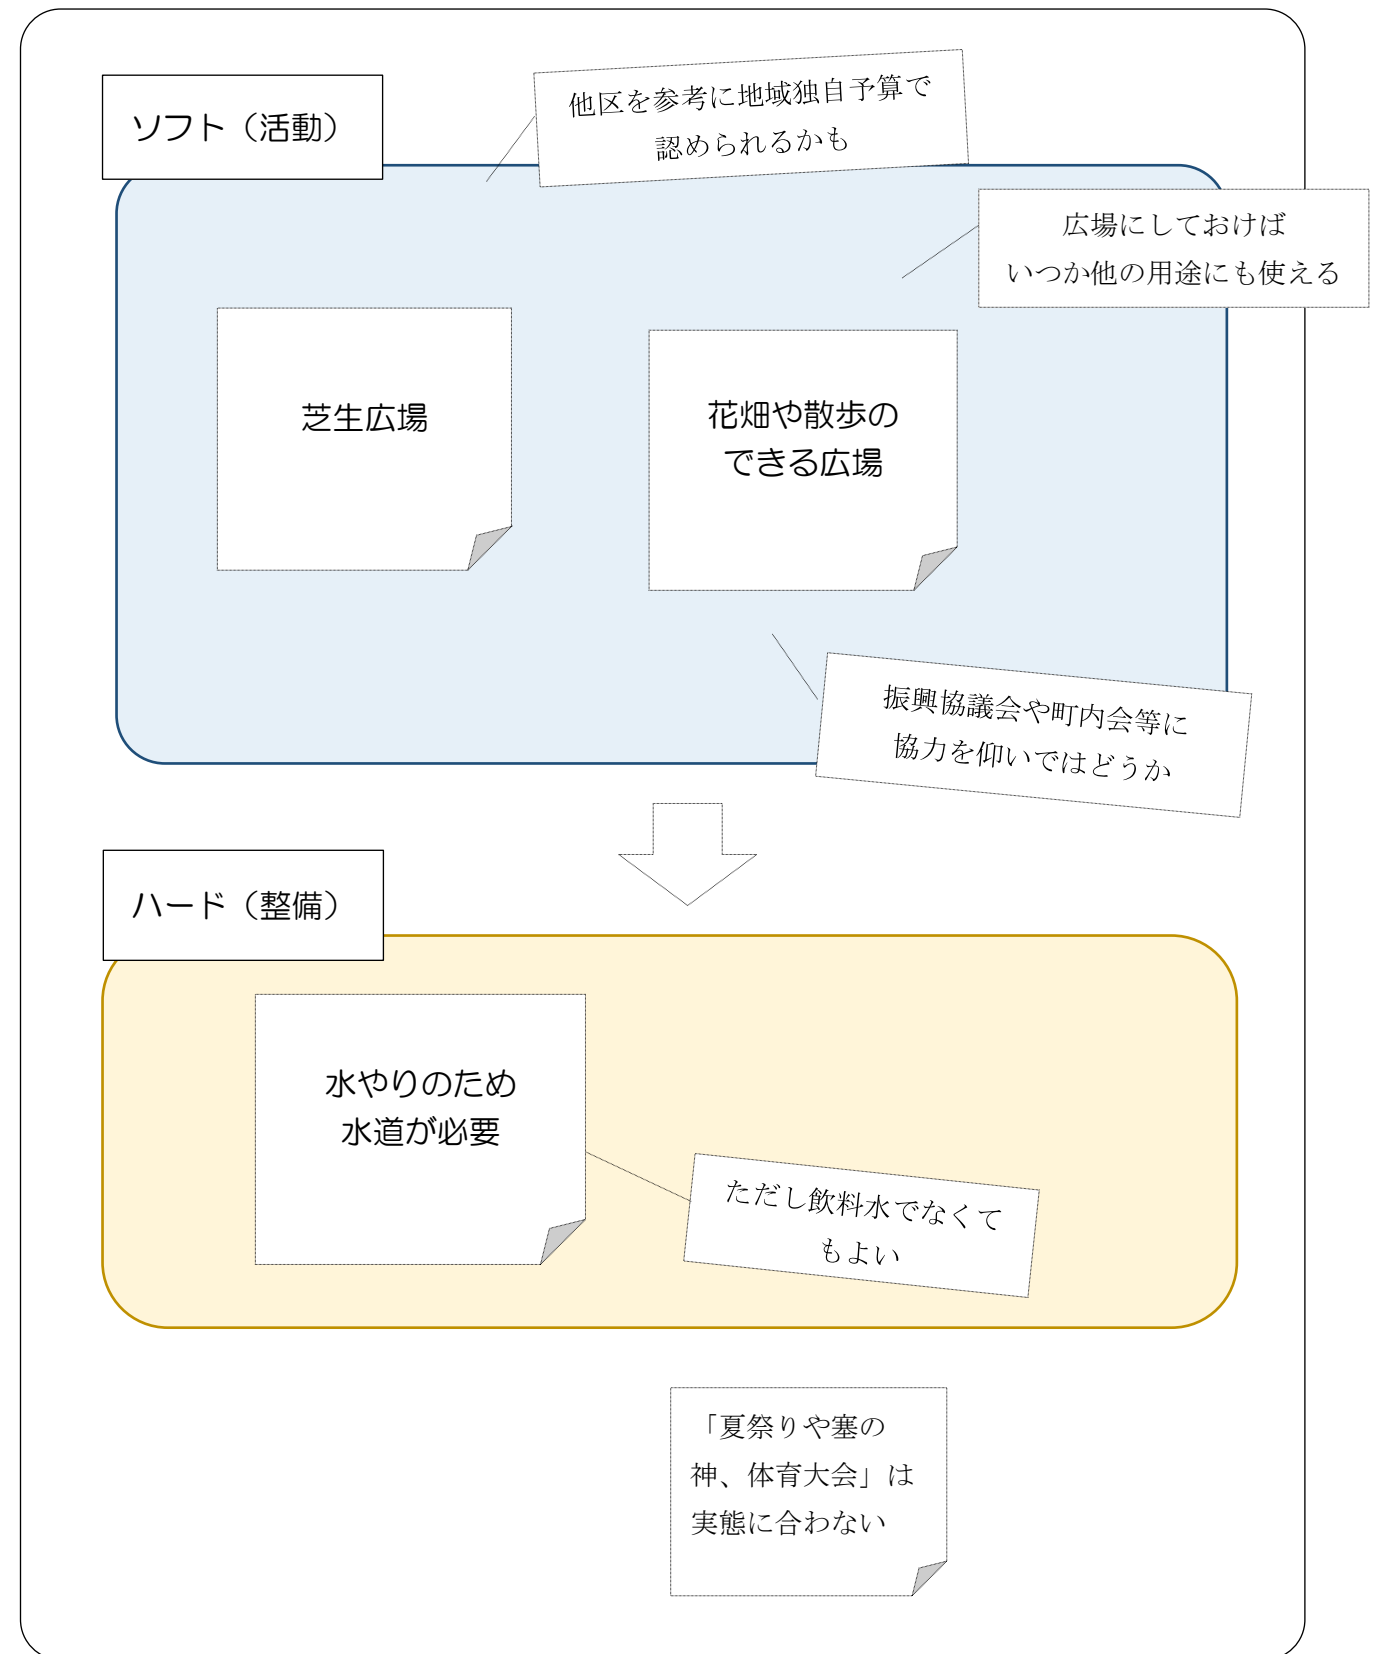 ソフト（活動）
他区を参考に地域独自予算で
認められるかも
広場にしておけば
いつか他の用途にも使える
芝生広場
花畑や散歩の
できる広場
振興協議会や町内会等に
協力を仰いではどうか
ハード（整備）
水やりのため
水道が必要
ただし飲料水でなくて
もよい
「夏祭りや塞の
神、体育大会」は
実態に合わない